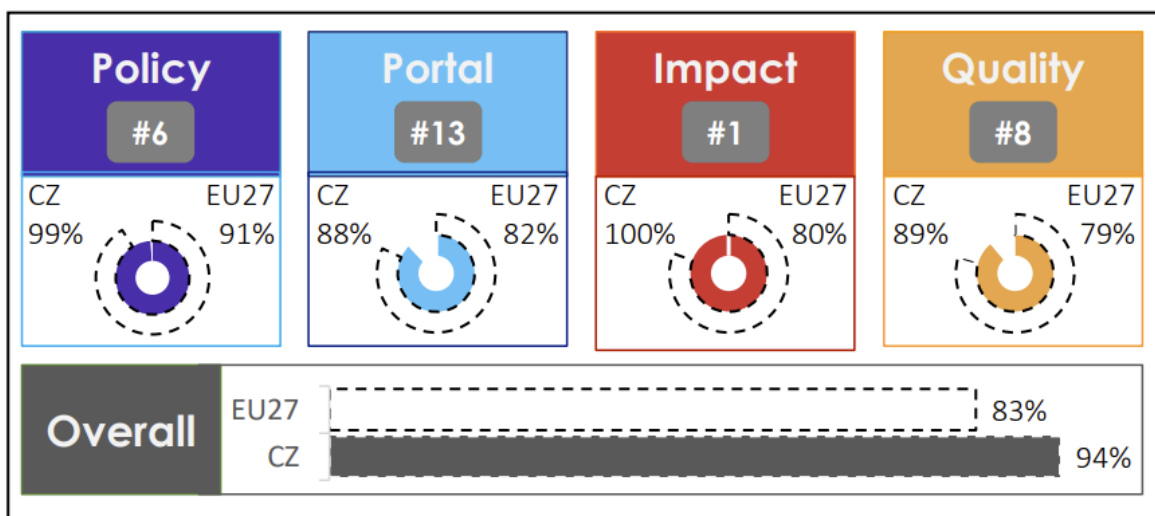 Policy
#6
CZ EU27
99% 91%
Portal
#13
CZ EU27
88% 82%
Impact
#1
CZ EU27
100% 80%
Quality
#8
CZ EU27
89% 79%
Overall
EU27 83%
CZ 94%